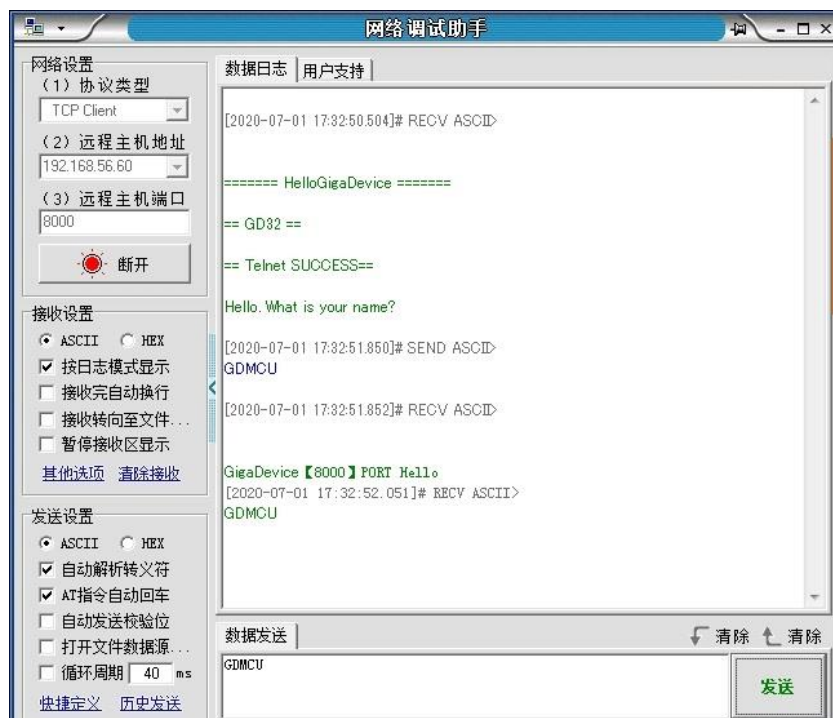 网络调试助手
网络设置
(1) 协议类型
TCP Client
(2) 远程主机地址
192.168.56.60
(3) 远程主机端口
8000
断开
接收设置
ASCII HEX
按日志模式显示
接收完自动换行
接收转向至文件...
暂停接收区显示
其他选项 清除接收
发送设置
ASCII HEX
自动解析转义符
AT指令自动回车
自动发送校验位
打开文件数据源...
循环周期 40 ms
快捷定义 历史发送
数据日志 用户支持
[2020-07-01 17:32:50.504]# RECV ASCII>
======= HelloGigaDevice =======
== GD32 ==
== Telnet SUCCESS==
Hello. What is your name?
[2020-07-01 17:32:51.850]# SEND ASCII>
GDMCU
[2020-07-01 17:32:51.852]# RECV ASCII>
GigaDevice【8000】PORT Hello
[2020-07-01 17:32:52.051]# RECV ASCII>
GDMCU
数据发送 清除 清除
GDMCU
发送